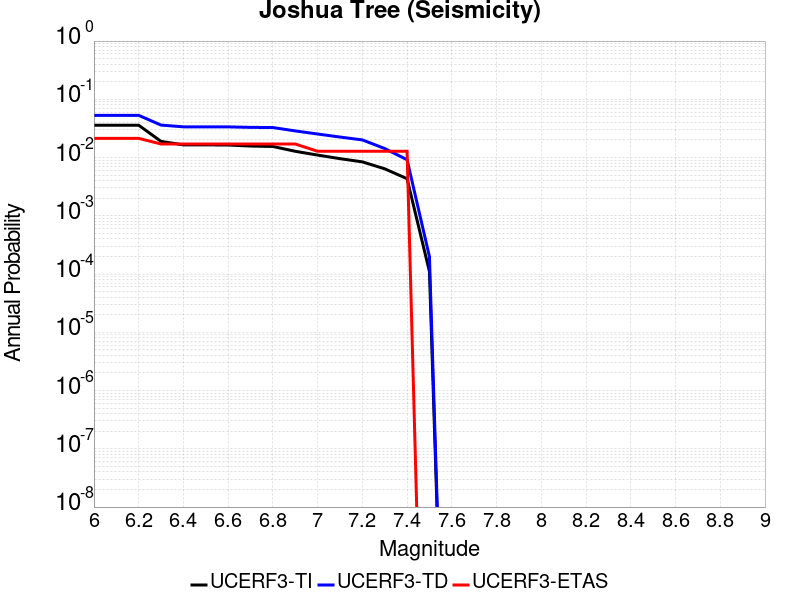 Joshua Tree (Seismicity)
10^0
10^-1
10^-2
10^-3
10^-4
10^-5
10^-6
10^-7
10^-8
Annual Probability
6 6.2 6.4 6.6 6.8 7 7.2 7.4 7.6 7.8 8 8.2 8.4 8.6 8.8 9
Magnitude
UCERF3-TI UCERF3-TD UCERF3-ETAS